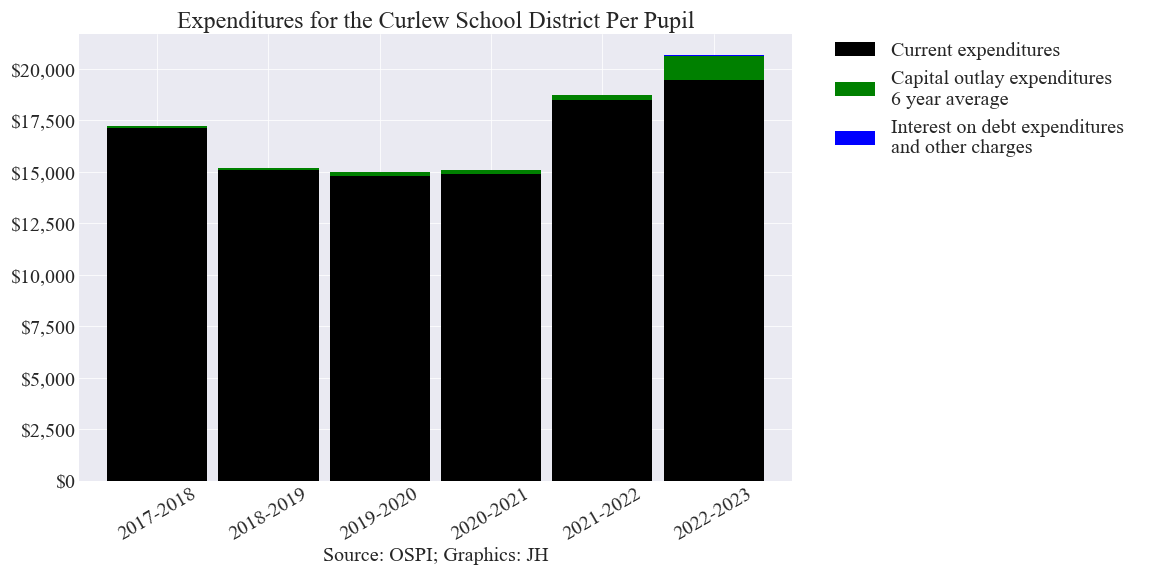 Expenditures for the Curlew School District Per Pupil
$20,000
$17,500
$15,000
$12,500
$10,000
$7,500
$5,000
$2,500
$0
2017-2018
2018-2019
2019-2020
2020-2021
2021-2022
2022-2023
Source: OSPI; Graphics: JH
Current expenditures
Capital outlay expenditures
6 year average
Interest on debt expenditures
and other charges